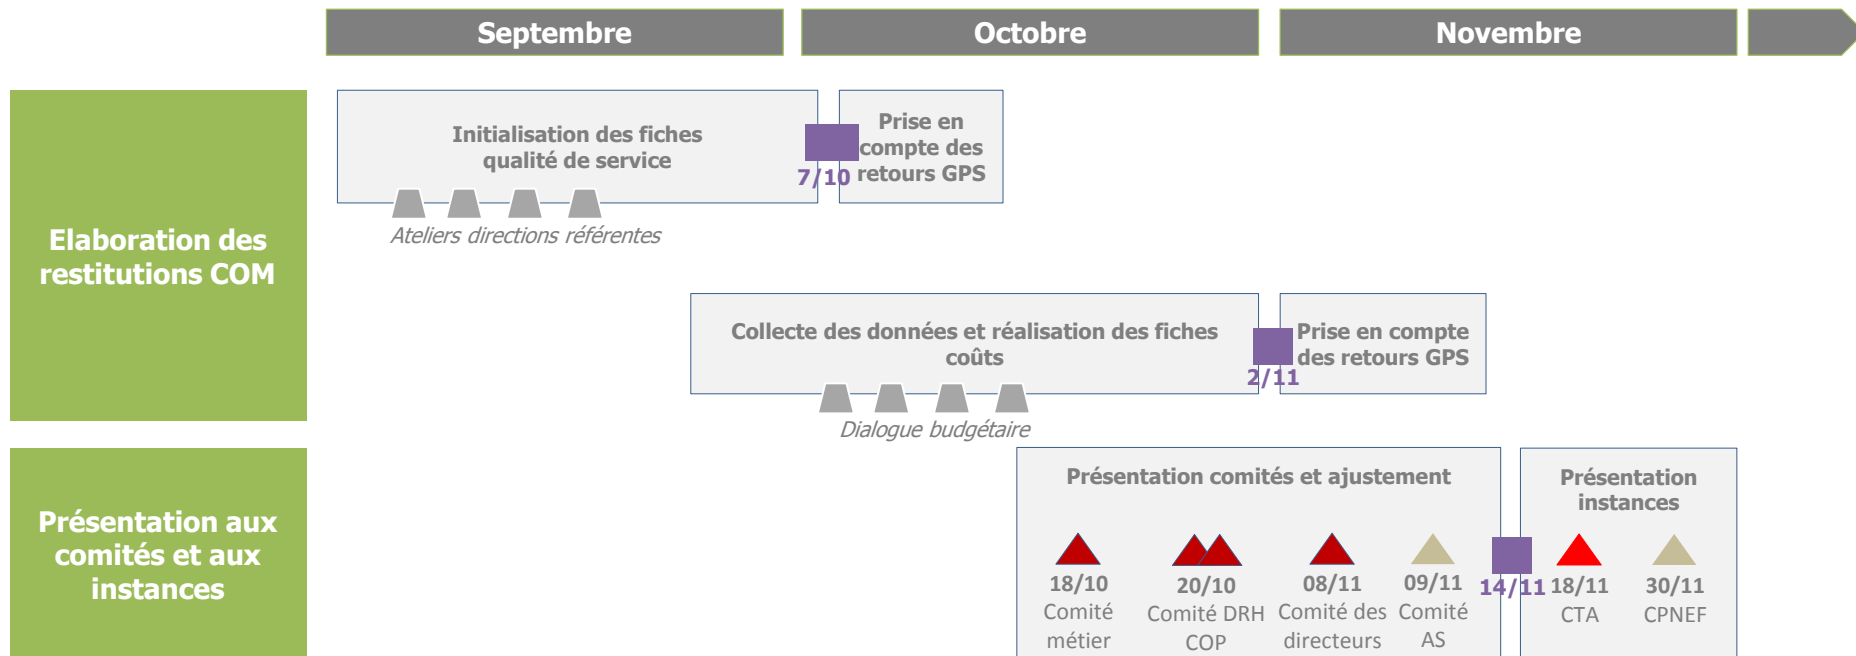 Septembre
Octobre
Novembre
Elaboration des
restitutions COM
Initialisation des fiches
qualité de service
7/10
Prise en
compte des
retours GPS
Ateliers directions référentes
Collecte des données et réalisation des fiches
coûts
2/11
Prise en compte
des retours GPS
Dialogue budgétaire
Présentation aux
comités et aux
instances
Présentation comités et ajustement
18/10
Comité
métier
20/10
Comité DRH
COP
08/11
Comité des
directeurs
09/11
Comité
AS
14/11
Présentation
instances
18/11
CTA
30/11
CPNEF